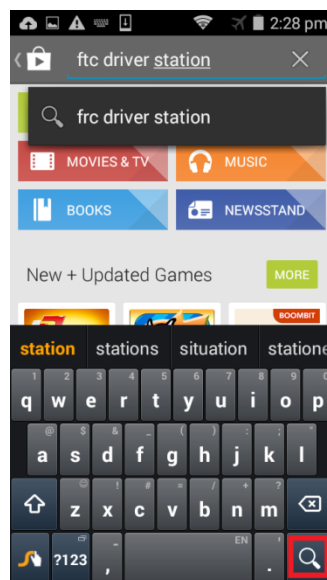 2:28 pm
ftc driver station
frc driver station
MOVIES & TV
MUSIC
BOOKS
NEWSSTAND
New + Updated Games
MORE
BOOMBIT
station stations situation statione
1 2 3 4 5 6 7 8 9 0
q w e r t y u i o p
@ $ & _ ( ) : ; "
a s d f g h j k l
! # = / + ?
z x c v b n m
EN
?123 , - .